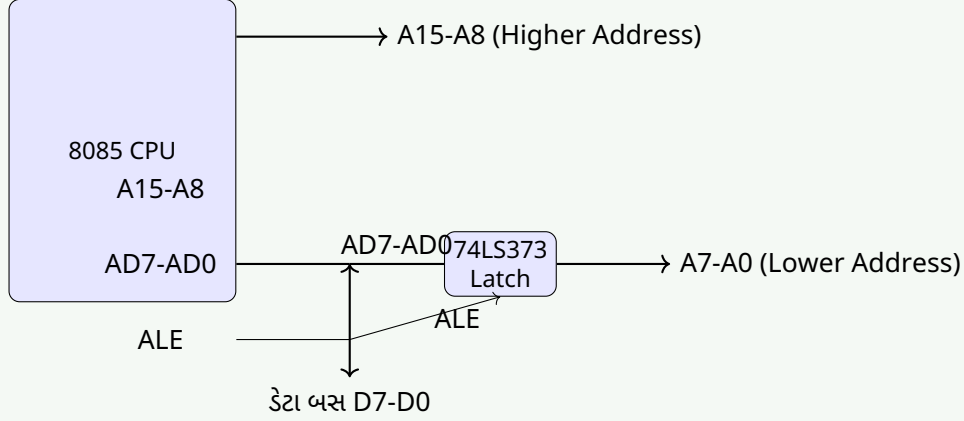 A15-A8 (Higher Address)
8085 CPU
A15-A8
AD7-AD0
74LS373
Latch
AD7-AD0
A7-A0 (Lower Address)
ALE
ALE
ડેટા બસ D7-D0